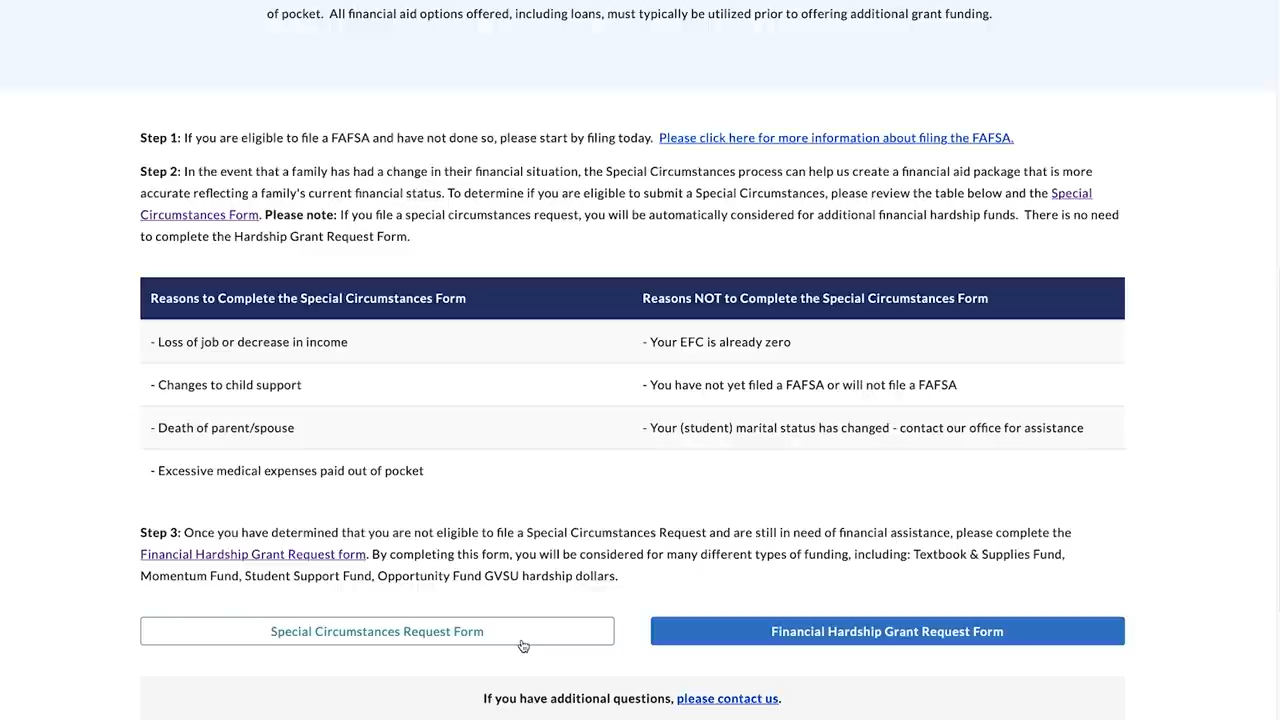 of pocket.  All financial aid options offered, including loans, must typically be utilized prior to offering additional grant funding.
Step 1: If you are eligible to file a FAFSA and have not done so, please start by filing today.  Please click here for more information about filing the FAFSA.
Step 2: In the event that a family has had a change in their financial situation, the Special Circumstances process can help us create a financial aid package that is more
accurate reflecting a family's current financial status. To determine if you are eligible to submit a Special Circumstances, please review the table below and the Special
Circumstances Form. Please note: If you file a special circumstances request, you will be automatically considered for additional financial hardship funds.  There is no need
to complete the Hardship Grant Request Form.
Reasons to Complete the Special Circumstances Form
Reasons NOT to Complete the Special Circumstances Form
- Loss of job or decrease in income
- Your EFC is already zero
- Changes to child support
- You have not yet filed a FAFSA or will not file a FAFSA
- Death of parent/spouse
- Your (student) marital status has changed - contact our office for assistance
- Excessive medical expenses paid out of pocket
Step 3: Once you have determined that you are not eligible to file a Special Circumstances Request and are still in need of financial assistance, please complete the
Financial Hardship Grant Request form. By completing this form, you will be considered for many different types of funding, including: Textbook & Supplies Fund,
Momentum Fund, Student Support Fund, Opportunity Fund GVSU hardship dollars.
Special Circumstances Request Form
Financial Hardship Grant Request Form
If you have additional questions, please contact us.